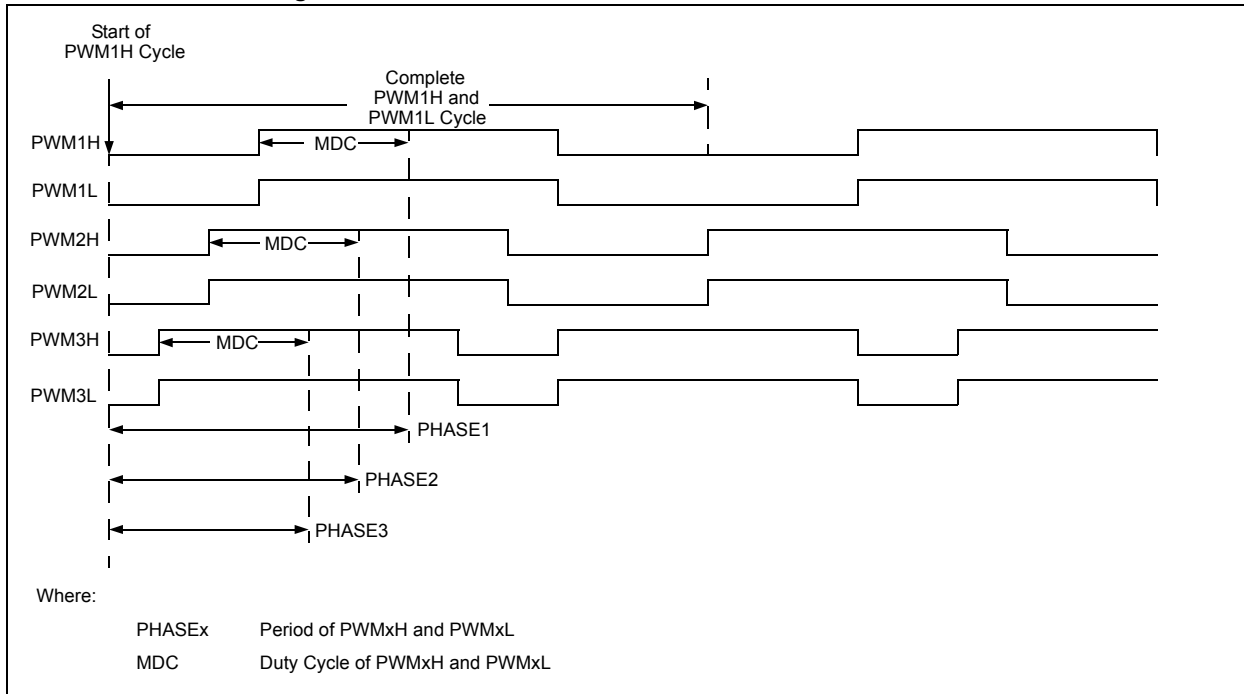 Start of
PWM1H Cycle
Complete
PWM1H and
PWM1L Cycle
PWM1H
MDC
PWM1L
PWM2H
MDC
PWM2L
PWM3H
MDC
PWM3L
PHASE1
PHASE2
PHASE3
Where:
PHASEx Period of PWMxH and PWMxL
MDC Duty Cycle of PWMxH and PWMxL